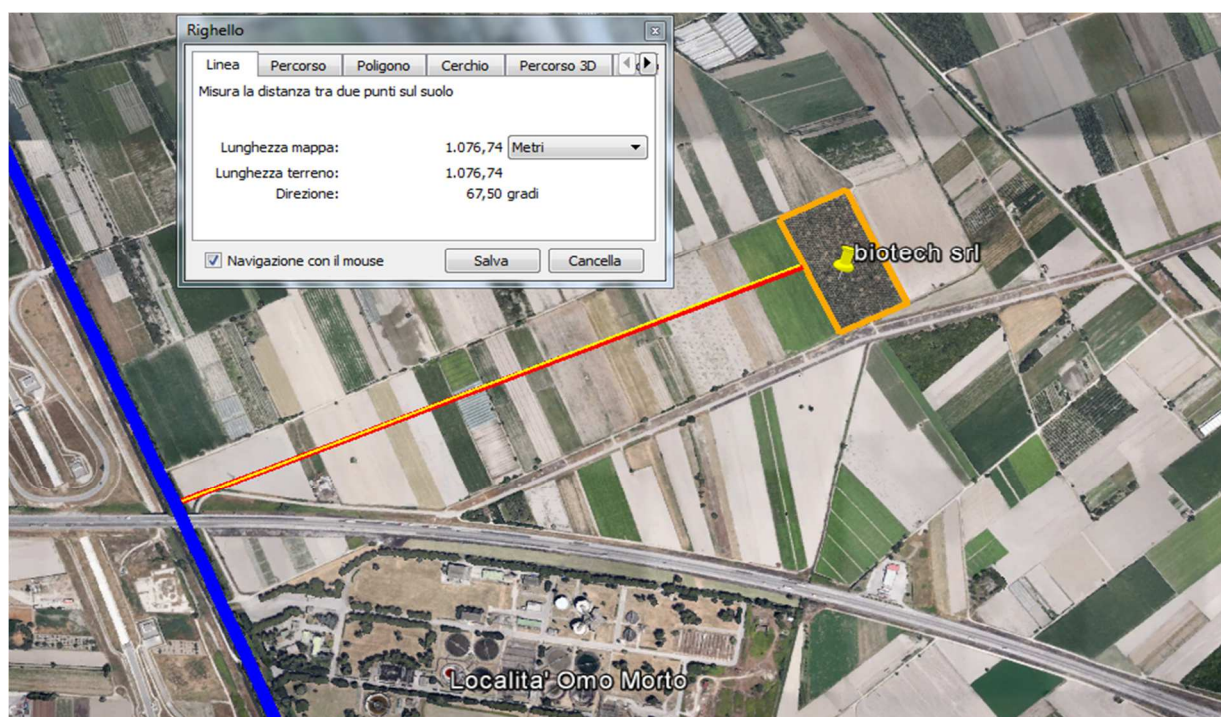 Righello
Linea Percorso Poligono Cerchio Percorso 3D
Misura la distanza tra due punti sul suolo
Lunghezza mappa: 1.076,74 Metri
Lunghezza terreno: 1.076,74
Direzione: 67,50 gradi
Navigazione con il mouse Salva Cancella
biotech srl
Localita' Omo Morto